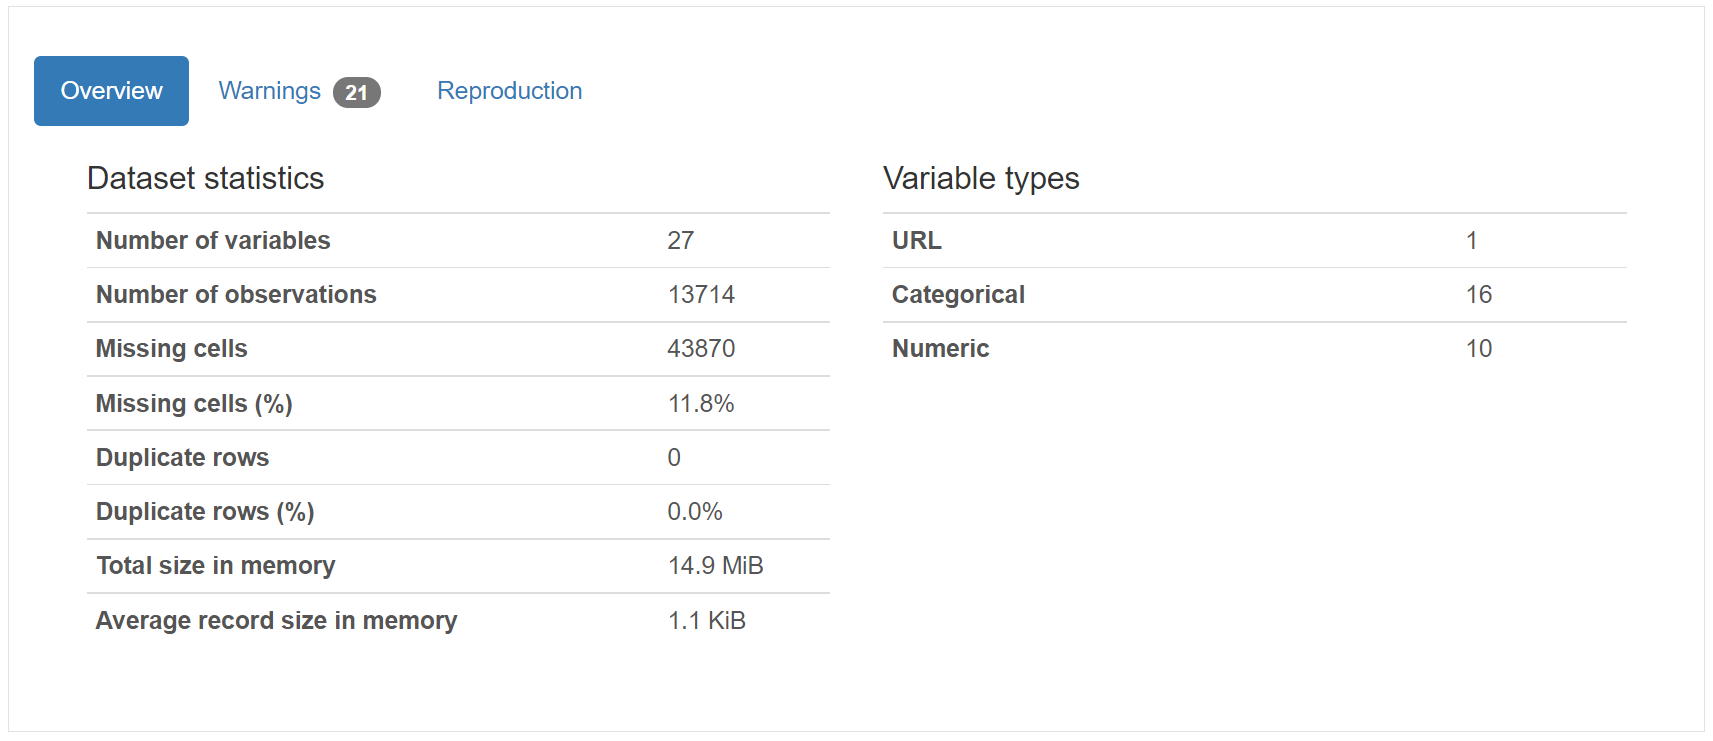 Overview Warnings 21 Reproduction
Dataset statistics
Number of variables 27
Number of observations 13714
Missing cells 43870
Missing cells (%) 11.8%
Duplicate rows 0
Duplicate rows (%) 0.0%
Total size in memory 14.9 MiB
Average record size in memory 1.1 KiB
Variable types
URL 1
Categorical 16
Numeric 10